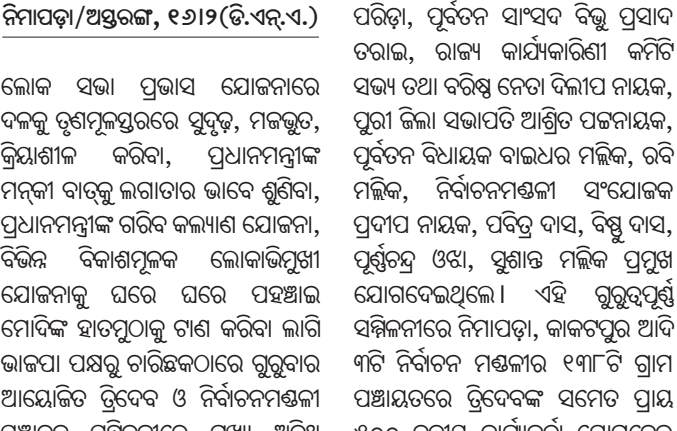 ନିମାପଡ଼ା/ଅସ୍ତରଙ୍ଗ, ୧୬ା୨(ଡି.ଏନ୍.ଏ.)
ଲୋକ ସଭା ପ୍ରଭାସ ଯୋଜନାରେ
ଦଳକୁ ତୃଣମୂଳସ୍ତରରେ ସୁଦୃଢ଼, ମଜଭୁତ,
କ୍ରିୟାଶୀଳ କରିବା, ପ୍ରଧାନମନ୍ତ୍ରୀଙ୍କ
ମନ୍‌କୀ ବାତ୍‌କୁ ଲଗାତାର ଭାବେ ଶୁଣିବା,
ପ୍ରଧାନମନ୍ତ୍ରୀଙ୍କ ଗରିବ କଲ୍ୟାଣ ଯୋଜନା,
ବିଭିନ୍ନ ବିକାଶମୂଳକ ଲୋକାଭିମୁଖୀ
ଯୋଜନାକୁ ଘରେ ଘରେ ପହଞ୍ଚାଇ
ମୋଦିଙ୍କ ହାତମୁଠାକୁ ଟାଣ କରିବା ଲାଗି
ଭାଜପା ପକ୍ଷରୁ ଚାରିଛକଠାରେ ଗୁରୁବାର
ଆୟୋଜିତ ତ୍ରିଦେବ ଓ ନିର୍ବାଚନମଣ୍ଡଳୀ
ପରିଡ଼ା, ପୂର୍ବତନ ସାଂସଦ ବିଭୁ ପ୍ରସାଦ
ତରାଇ, ରାଜ୍ୟ କାର୍ଯ୍ୟକାରିଣୀ କମିଟି
ସଭ୍ୟ ତଥା ବରିଷ୍ଠ ନେତା ଦିଲୀପ ନାୟକ,
ପୁରୀ ଜିଲା ସଭାପତି ଆଶ୍ରିତ ପଟ୍ଟନାୟକ,
ପୂର୍ବତନ ବିଧାୟକ ବାଇଧର ମଲ୍ଲିକ, ରବି
ମଲ୍ଲିକ, ନିର୍ବାଚନମଣ୍ଡଳୀ ସଂଯୋଜକ
ପ୍ରଦୀପ ନାୟକ, ପବିତ୍ର ଦାସ, ବିଷ୍ଣୁ ଦାସ,
ପୂର୍ଣ୍ଣଚନ୍ଦ୍ର ଓଝା, ସୁଶାନ୍ତ ମଲ୍ଲିକ ପ୍ରମୁଖ
ଯୋଗଦେଇଥିଲେ। ଏହି ଗୁରୁତ୍ୱପୂର୍ଣ୍ଣ
ସମ୍ମିଳନୀରେ ନିମାପଡ଼ା, କାକଟପୁର ଆଦି
୩ଟି ନିର୍ବାଚନ ମଣ୍ଡଳୀର ୧୩୮ଟି ଗ୍ରାମ
ପଞ୍ଚାୟତରେ ତ୍ରିଦେବଙ୍କ ସମେତ ପ୍ରାୟ